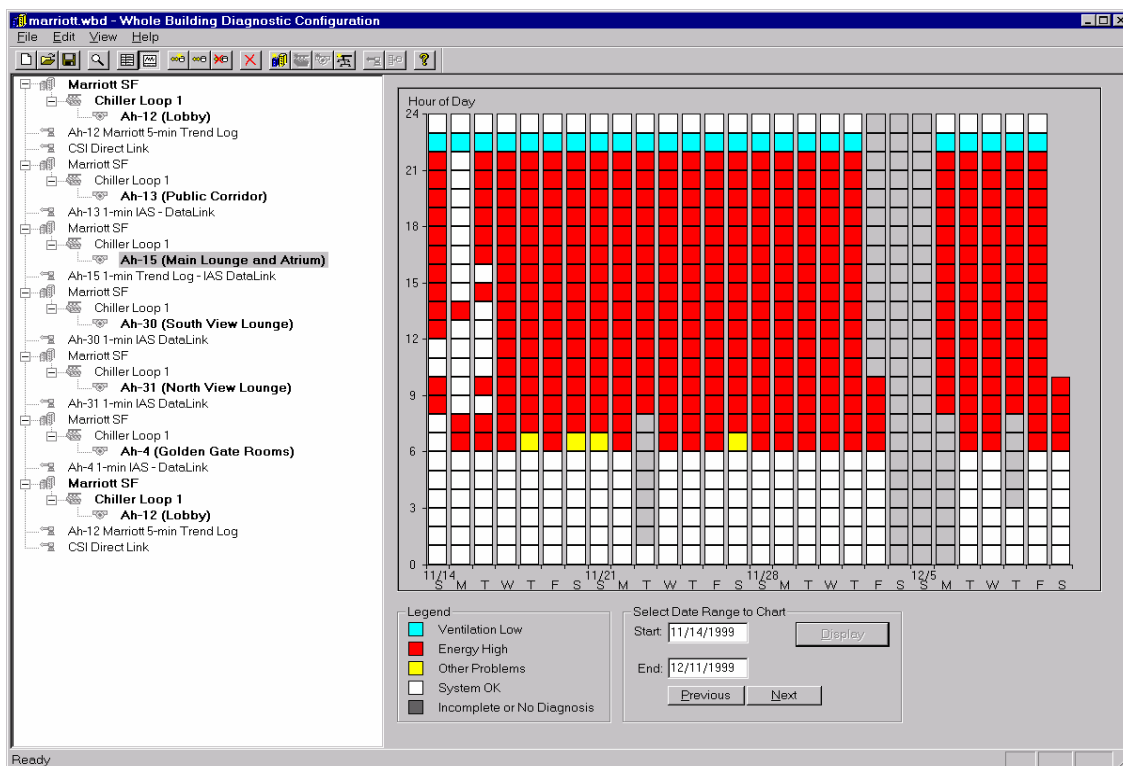 marriott.wbd - Whole Building Diagnostic Configuration
File Edit View Help
Marriott SF
Chiller Loop 1
Ah-12 (Lobby)
Ah-12 Marriott 5-min Trend Log
CSI Direct Link
Marriott SF
Chiller Loop 1
Ah-13 (Public Corridor)
Ah-13 1-min IAS - DataLink
Marriott SF
Chiller Loop 1
Ah-15 (Main Lounge and Atrium)
Ah-15 1-min Trend Log - IAS DataLink
Marriott SF
Chiller Loop 1
Ah-30 (South View Lounge)
Ah-30 1-min IAS DataLink
Marriott SF
Chiller Loop 1
Ah-31 (North View Lounge)
Ah-31 1-min IAS DataLink
Marriott SF
Chiller Loop 1
Ah-4 (Golden Gate Rooms)
Ah-4 1-min IAS - DataLink
Marriott SF
Chiller Loop 1
Ah-12 (Lobby)
Ah-12 Marriott 5-min Trend Log
CSI Direct Link
Hour of Day
24
21
18
15
12
9
6
3
0
11/14 11/21 11/28 12/5
S M T W T F S S M T W T F S S M T W T F S S M T W T F S
Legend
Ventilation Low
Energy High
Other Problems
System OK
Incomplete or No Diagnosis
Select Date Range to Chart
Start: 11/14/1999 Display
End: 12/11/1999
Previous Next
Ready